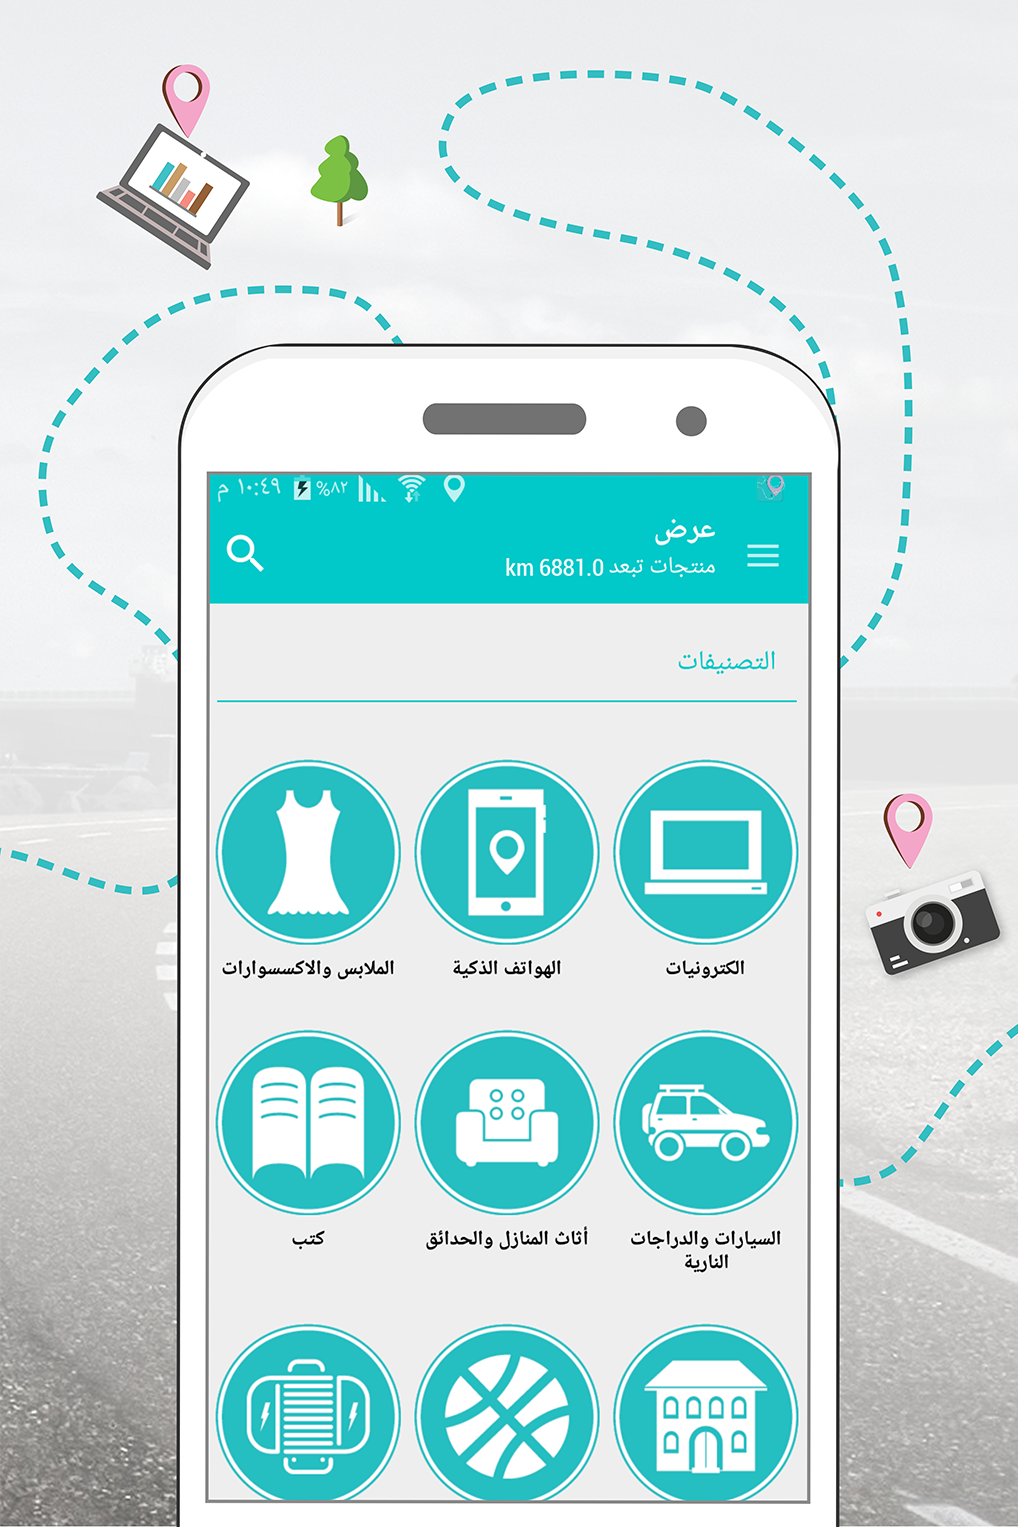 ١٠:٤٩ م %٨٢
عرض
منتجات تبعد 6881.0 km
التصنيفات
الكترونيات
الهواتف الذكية
الملابس والاكسسوارات
السيارات والدراجات
النارية
أثاث المنازل والحدائق
كتب